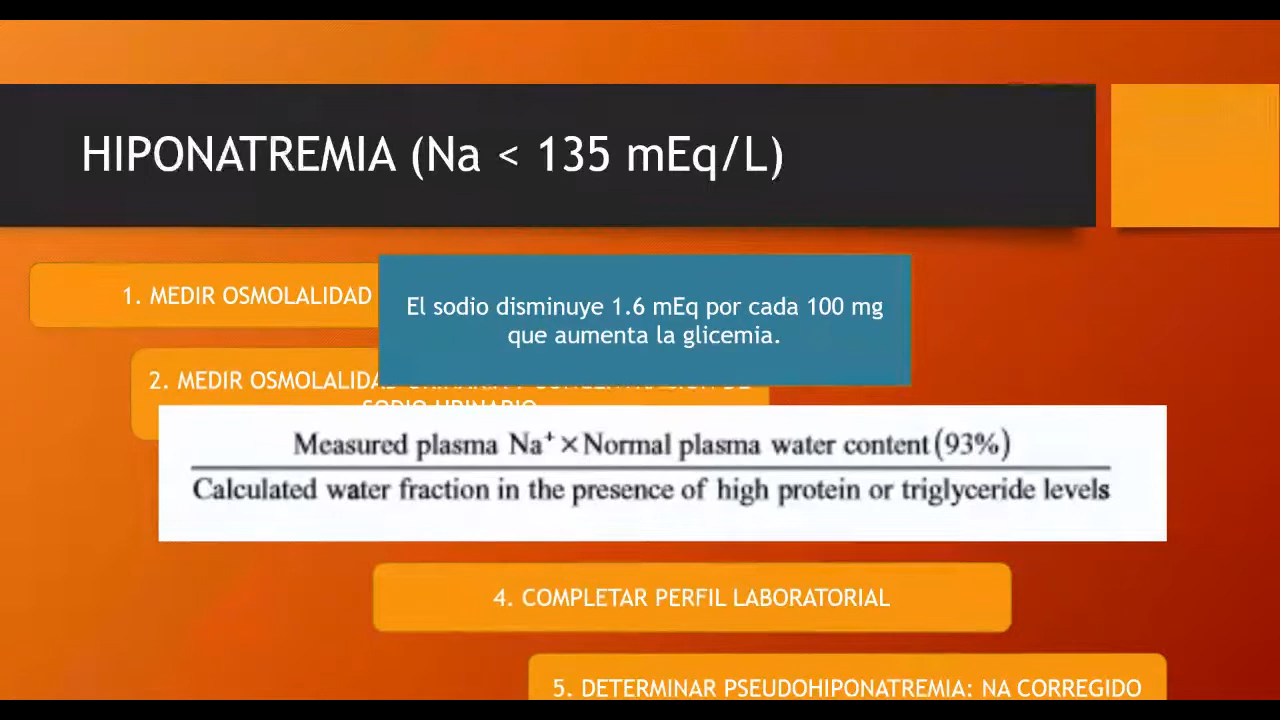 HIPONATREMIA (Na < 135 mEq/L)
1. MEDIR OSMOLALIDAD
El sodio disminuye 1.6 mEq por cada 100 mg
que aumenta la glicemia.
2. MEDIR OSMOLALIDAD
Measured plasma Na⁺ × Normal plasma water content (93%)
Calculated water fraction in the presence of high protein or triglyceride levels
4. COMPLETAR PERFIL LABORATORIAL
5. DETERMINAR PSEUDOHIPONATREMIA: NA CORREGIDO